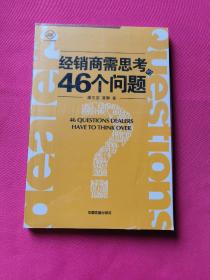 经销商需思考的
46个问题
46 QUESTIONS DEALERS
HAVE TO THINK OVER
dealer
questions